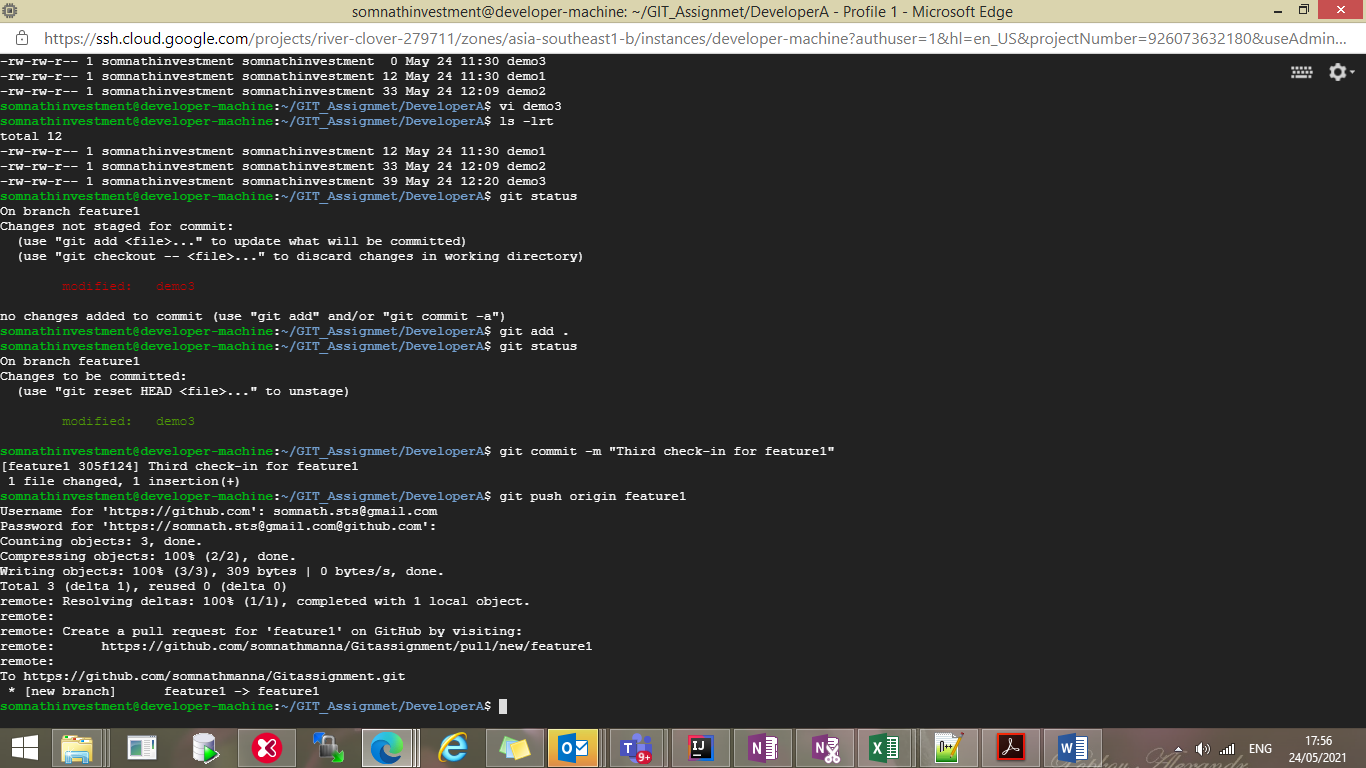 somnathinvestment@developer-machine: ~/GIT_Assignmet/DeveloperA - Profile 1 - Microsoft Edge
https://ssh.cloud.google.com/projects/river-clover-279711/zones/asia-southeast1-b/instances/developer-machine?authuser=1&hl=en_US&projectNumber=926073632180&useAdmin...
-rw-rw-r-- 1 somnathinvestment somnathinvestment  0 May 24 11:30 demo3
-rw-rw-r-- 1 somnathinvestment somnathinvestment 12 May 24 11:30 demo1
-rw-rw-r-- 1 somnathinvestment somnathinvestment 33 May 24 12:09 demo2
somnathinvestment@developer-machine:~/GIT_Assignmet/DeveloperA$ vi demo3
somnathinvestment@developer-machine:~/GIT_Assignmet/DeveloperA$ ls -lrt
total 12
-rw-rw-r-- 1 somnathinvestment somnathinvestment 12 May 24 11:30 demo1
-rw-rw-r-- 1 somnathinvestment somnathinvestment 33 May 24 12:09 demo2
-rw-rw-r-- 1 somnathinvestment somnathinvestment 39 May 24 12:20 demo3
somnathinvestment@developer-machine:~/GIT_Assignmet/DeveloperA$ git status
On branch feature1
Changes not staged for commit:
  (use "git add <file>..." to update what will be committed)
  (use "git checkout -- <file>..." to discard changes in working directory)
        modified:   demo3
no changes added to commit (use "git add" and/or "git commit -a")
somnathinvestment@developer-machine:~/GIT_Assignmet/DeveloperA$ git add .
somnathinvestment@developer-machine:~/GIT_Assignmet/DeveloperA$ git status
On branch feature1
Changes to be committed:
  (use "git reset HEAD <file>..." to unstage)
        modified:   demo3
somnathinvestment@developer-machine:~/GIT_Assignmet/DeveloperA$ git commit -m "Third check-in for feature1"
[feature1 305f124] Third check-in for feature1
 1 file changed, 1 insertion(+)
somnathinvestment@developer-machine:~/GIT_Assignmet/DeveloperA$ git push origin feature1
Username for 'https://github.com': somnath.sts@gmail.com
Password for 'https://somnath.sts@gmail.com@github.com':
Counting objects: 3, done.
Compressing objects: 100% (2/2), done.
Writing objects: 100% (3/3), 309 bytes | 0 bytes/s, done.
Total 3 (delta 1), reused 0 (delta 0)
remote: Resolving deltas: 100% (1/1), completed with 1 local object.
remote:
remote: Create a pull request for 'feature1' on GitHub by visiting:
remote:      https://github.com/somnathmanna/Gitassignment/pull/new/feature1
remote:
To https://github.com/somnathmanna/Gitassignment.git
 * [new branch]      feature1 -> feature1
somnathinvestment@developer-machine:~/GIT_Assignmet/DeveloperA$
9+
ENG
17:56
24/05/2021